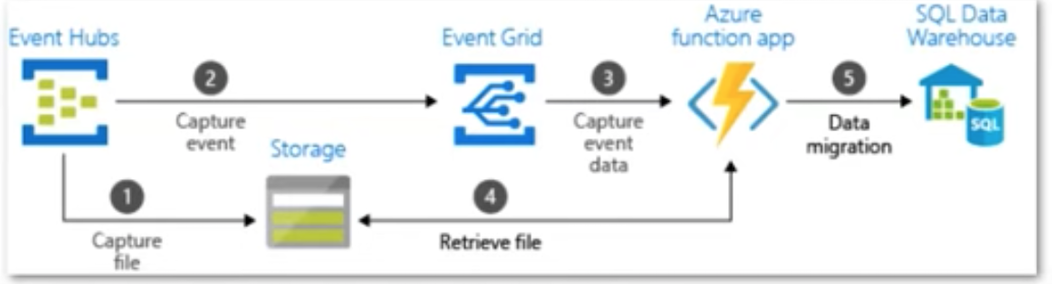 Event Hubs
2
Capture
event
Event Grid
3
Capture
event
data
Azure
function app
5
Data
migration
SQL Data
Warehouse
SQL
1
Capture
file
Storage
4
Retrieve file